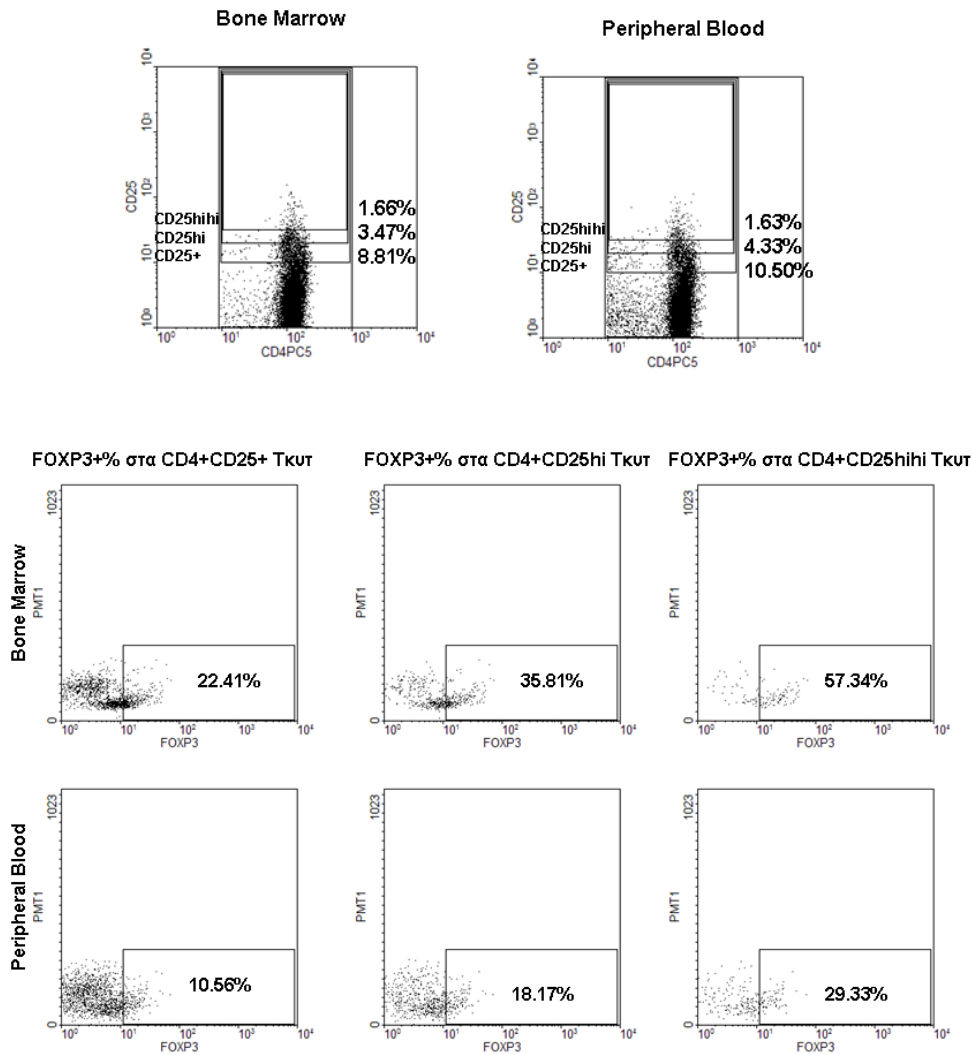 Bone Marrow
Peripheral Blood
10⁴
10³
10²
10¹
10⁰
CD25
CD25hihi
CD25hi
CD25+
1.66%
3.47%
8.81%
10⁰ 10¹ 10² 10³ 10⁴
CD4PC5
10⁴
10³
10²
10¹
10⁰
CD25
CD25hihi
CD25hi
CD25+
1.63%
4.33%
10.50%
10⁰ 10¹ 10² 10³ 10⁴
CD4PC5
FOXP3+% στα CD4+CD25+ Τκυτ
FOXP3+% στα CD4+CD25hi Τκυτ
FOXP3+% στα CD4+CD25hihi Τκυτ
Bone Marrow
1023
PMT1
0
22.41%
10⁰ 10¹ 10² 10³ 10⁴
FOXP3
1023
PMT1
0
35.81%
10⁰ 10¹ 10² 10³ 10⁴
FOXP3
1023
PMT1
0
57.34%
10⁰ 10¹ 10² 10³ 10⁴
FOXP3
Peripheral Blood
1023
PMT1
0
10.56%
10⁰ 10¹ 10² 10³ 10⁴
FOXP3
1023
PMT1
0
18.17%
10⁰ 10¹ 10² 10³ 10⁴
FOXP3
1023
PMT1
0
29.33%
10⁰ 10¹ 10² 10³ 10⁴
FOXP3